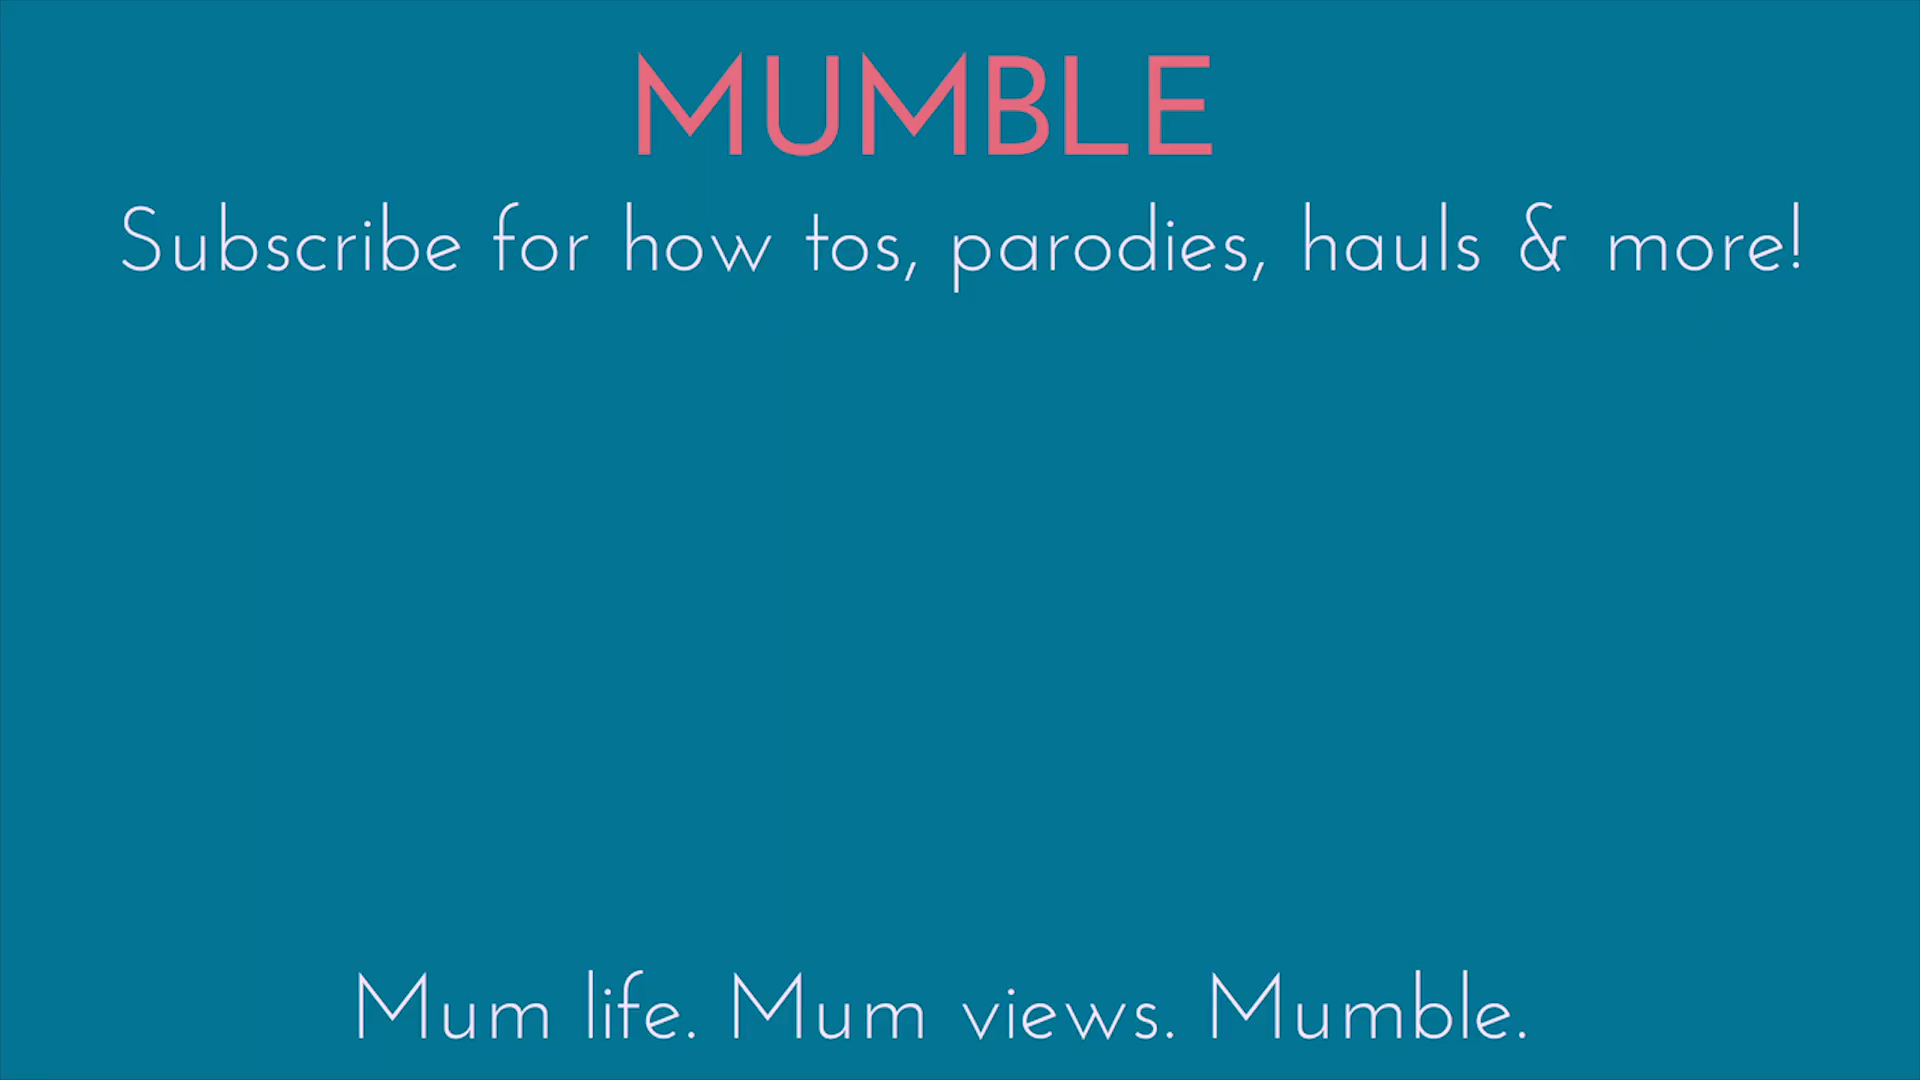 MUMBLE
Subscribe for how tos, parodies, hauls & more!
Mum life. Mum views. Mumble.